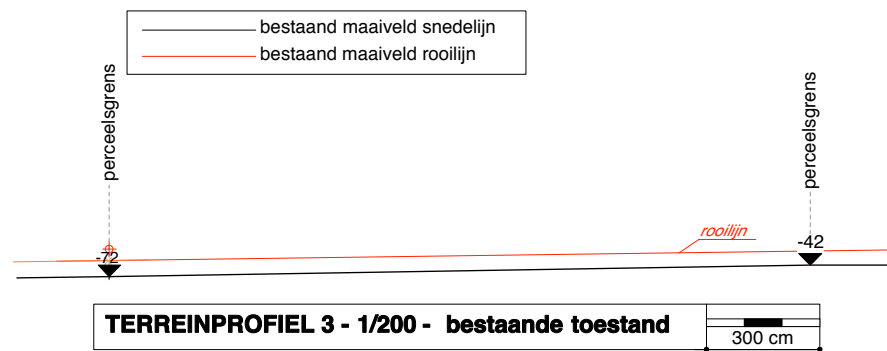 bestaand maaiveld snedelijn
bestaand maaiveld rooilijn
perceelsgrens
perceelsgrens
rooilijn
-72
-42
TERREINPROFIEL 3 - 1/200 - bestaande toestand
300 cm